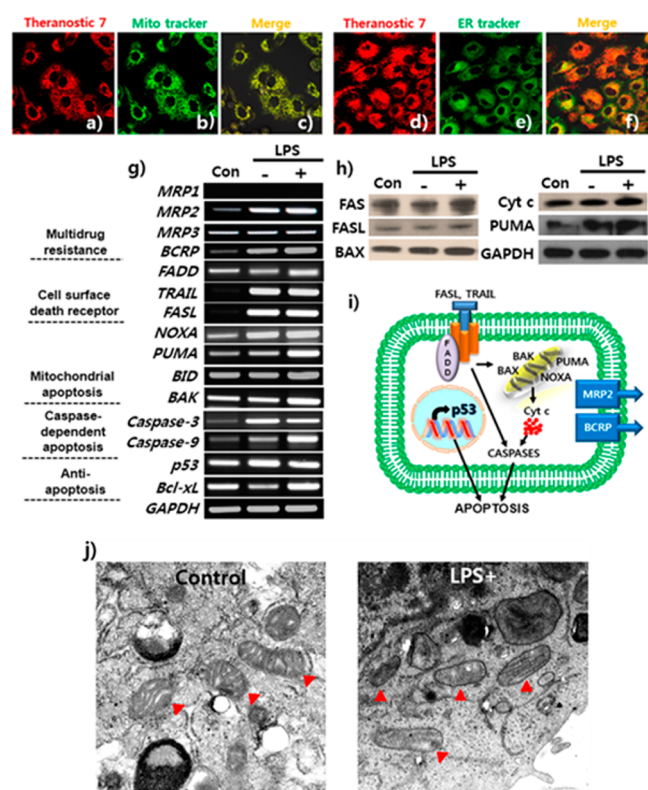 Theranostic 7 Mito tracker Merge Theranostic 7 ER tracker Merge
a) b) c) d) e) f)
g) Con LPS
- +
MRP1
MRP2
MRP3
BCRP
FADD
TRAIL
FASL
NOXA
PUMA
BID
BAK
Caspase-3
Caspase-9
p53
Bcl-xL
GAPDH
Multidrug
resistance
Cell surface
death receptor
Mitochondrial
apoptosis
Caspase-
dependent
apoptosis
Anti-
apoptosis
h) Con LPS
- +
FAS
FASL
BAX
Con LPS
- +
Cyt c
PUMA
GAPDH
i)
FASL, TRAIL
FADD
BAK
BAX
PUMA
NOXA
Cyt c
p53
CASPASES
APOPTOSIS
MRP2
BCRP
j)
Control LPS+